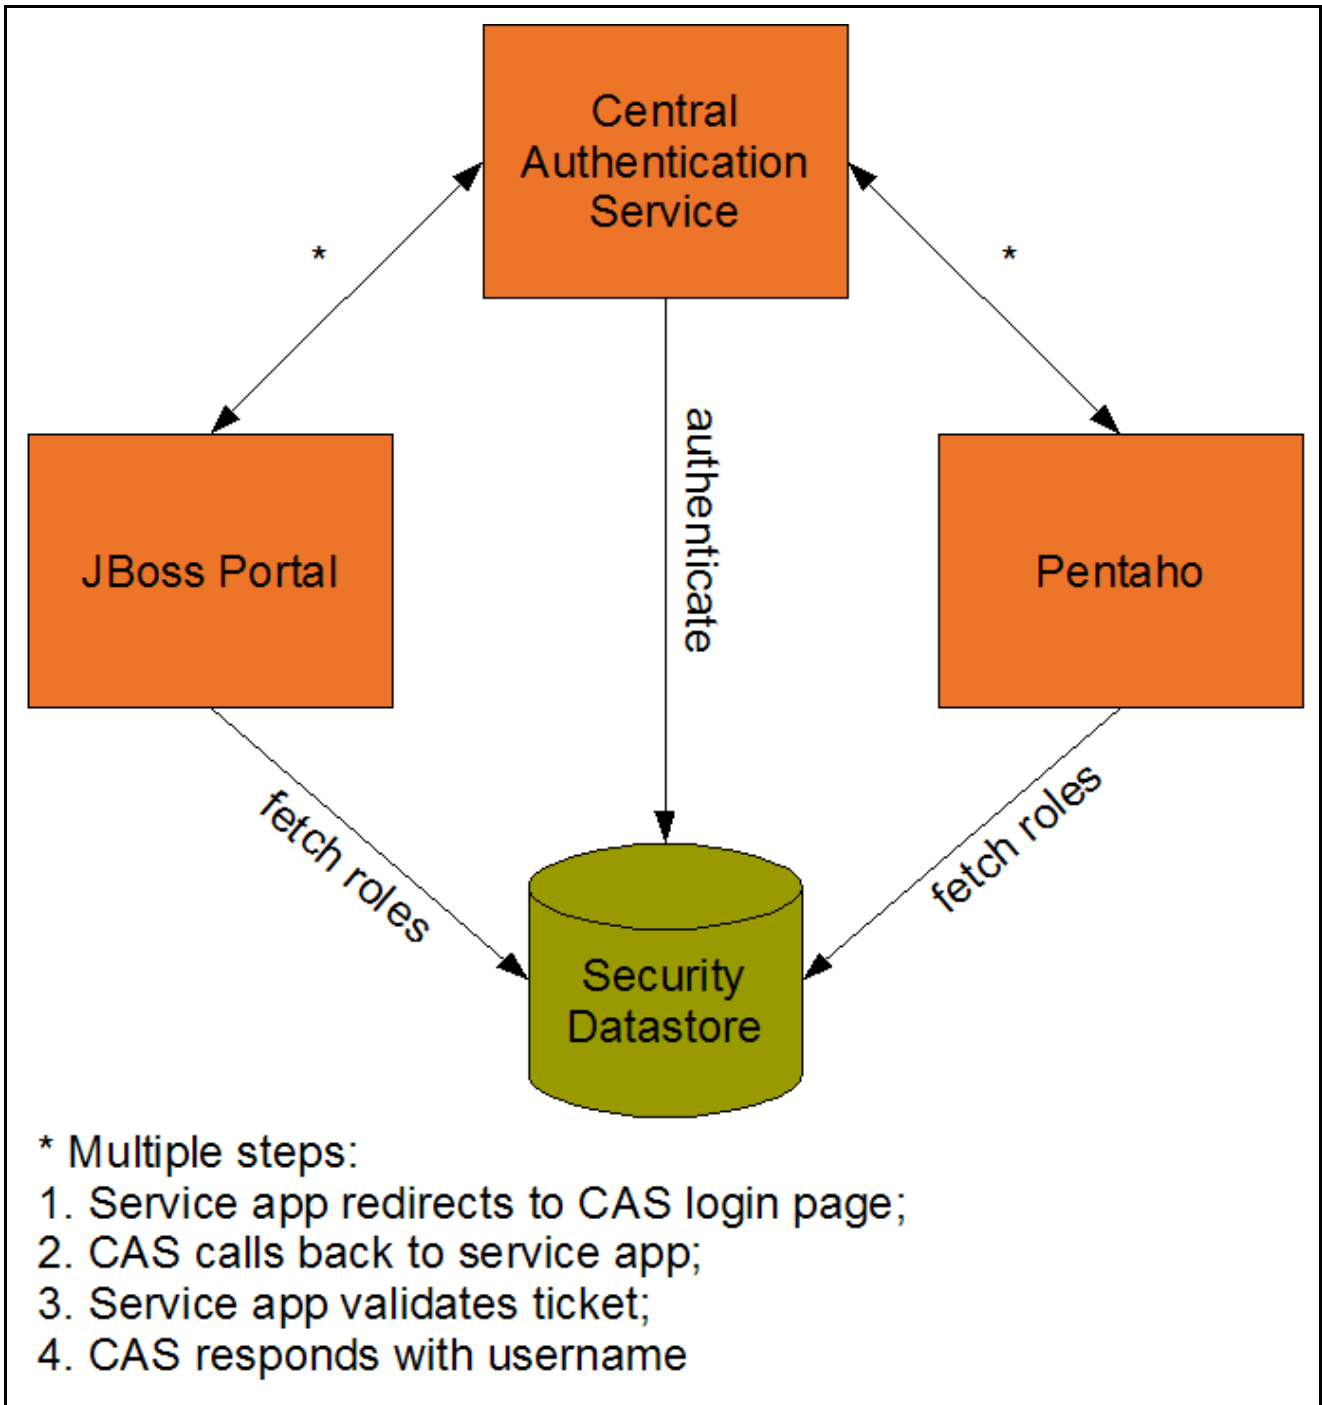 Central
Authentication
Service
*
*
authenticate
JBoss Portal
Pentaho
fetch roles
fetch roles
Security
Datastore
* Multiple steps:
1. Service app redirects to CAS login page;
2. CAS calls back to service app;
3. Service app validates ticket;
4. CAS responds with username